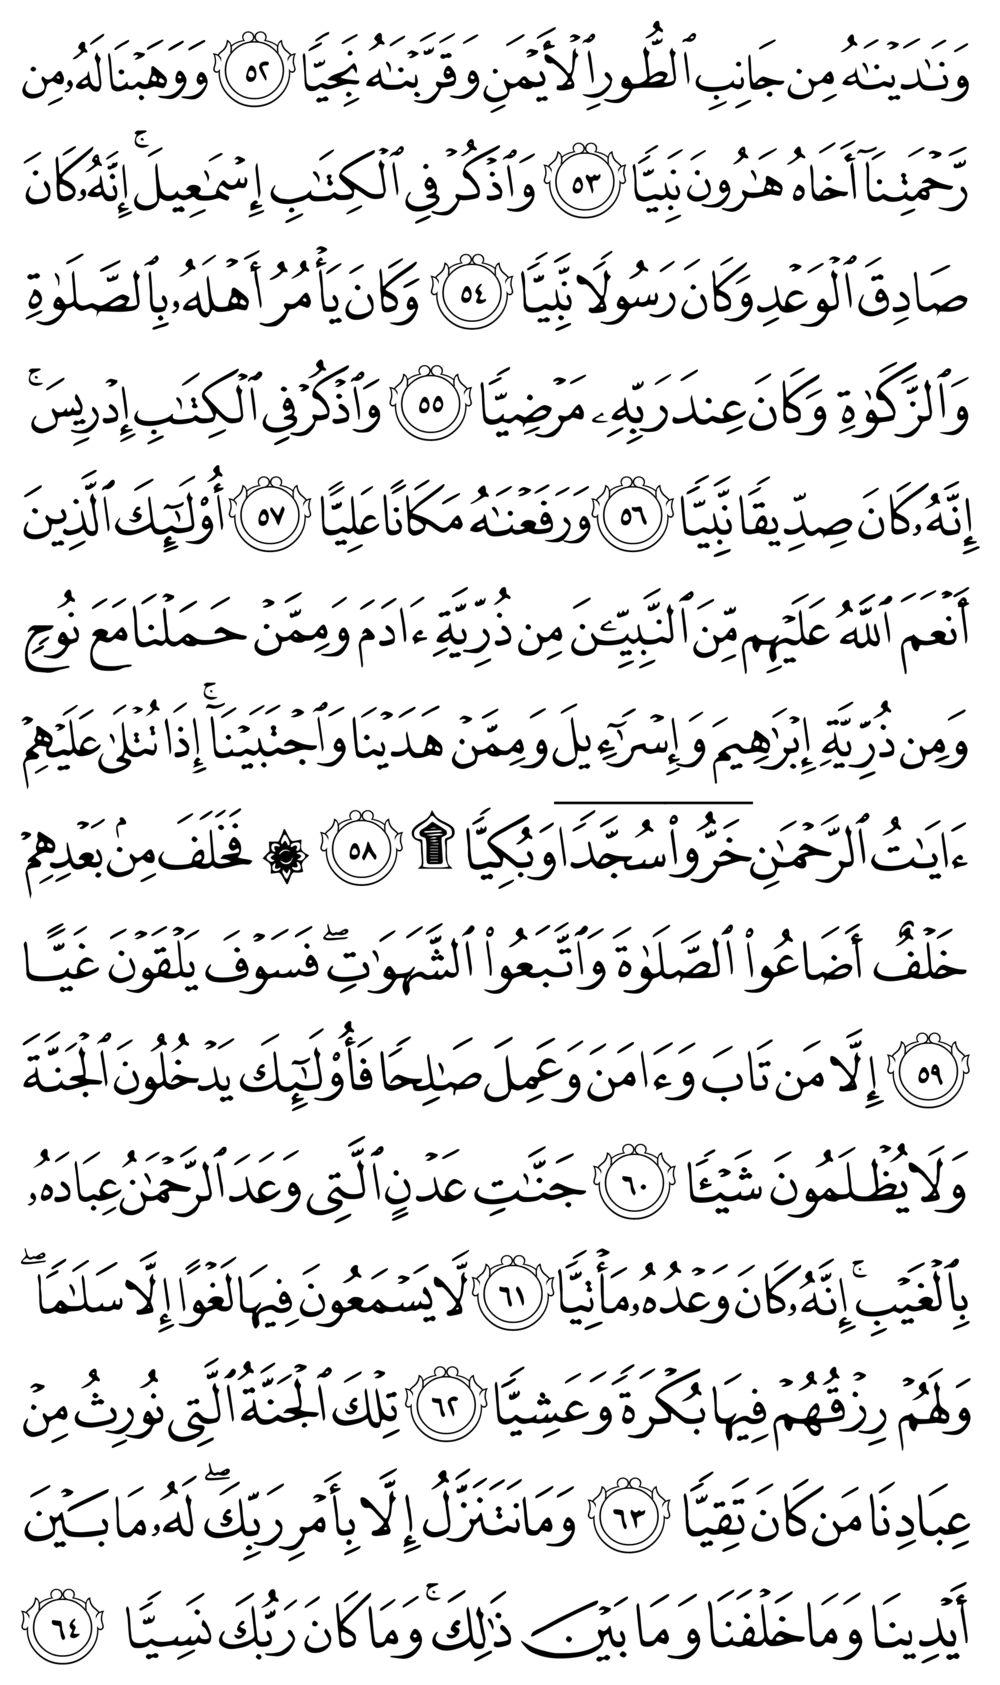 وَنَٰدَيْنَٰهُ مِن جَانِبِ ٱلطُّورِ ٱلْأَيْمَنِ وَقَرَّبْنَٰهُ نَجِيًّا ٥٢ وَوَهَبْنَا لَهُۥ مِن
رَّحْمَتِنَآ أَخَاهُ هَٰرُونَ نَبِيًّا ٥٣ وَٱذْكُرْ فِي ٱلْكِتَٰبِ إِسْمَٰعِيلَ ۚ إِنَّهُۥ كَانَ
صَادِقَ ٱلْوَعْدِ وَكَانَ رَسُولًا نَّبِيًّا ٥٤ وَكَانَ يَأْمُرُ أَهْلَهُۥ بِٱلصَّلَوٰةِ
وَٱلزَّكَوٰةِ وَكَانَ عِندَ رَبِّهِۦ مَرْضِيًّا ٥٥ وَٱذْكُرْ فِي ٱلْكِتَٰبِ إِدْرِيسَ ۚ
إِنَّهُۥ كَانَ صِدِّيقًا نَّبِيًّا ٥٦ وَرَفَعْنَٰهُ مَكَانًا عَلِيًّا ٥٧ أُو۟لَٰٓئِكَ ٱلَّذِينَ
أَنْعَمَ ٱللَّهُ عَلَيْهِم مِّنَ ٱلنَّبِيِّۦنَ مِن ذُرِّيَّةِ ءَادَمَ وَمِمَّنْ حَمَلْنَا مَعَ نُوحٍ
وَمِن ذُرِّيَّةِ إِبْرَٰهِيمَ وَإِسْرَٰٓءِيلَ وَمِمَّنْ هَدَيْنَا وَٱجْتَبَيْنَآ ۚ إِذَا تُتْلَىٰ عَلَيْهِمْ
ءَايَٰتُ ٱلرَّحْمَٰنِ خَرُّوا۟ سُجَّدًا وَبُكِيًّا ۩ ٥٨ ۞ فَخَلَفَ مِنۢ بَعْدِهِمْ
خَلْفٌ أَضَاعُوا۟ ٱلصَّلَوٰةَ وَٱتَّبَعُوا۟ ٱلشَّهَوَٰتِ ۖ فَسَوْفَ يَلْقَوْنَ غَيًّا
٥٩ إِلَّا مَن تَابَ وَءَامَنَ وَعَمِلَ صَٰلِحًا فَأُو۟لَٰٓئِكَ يَدْخُلُونَ ٱلْجَنَّةَ
وَلَا يُظْلَمُونَ شَيْـًٔا ٦٠ جَنَّٰتِ عَدْنٍ ٱلَّتِي وَعَدَ ٱلرَّحْمَٰنُ عِبَادَهُۥ
بِٱلْغَيْبِ ۚ إِنَّهُۥ كَانَ وَعْدُهُۥ مَأْتِيًّا ٦١ لَّا يَسْمَعُونَ فِيهَا لَغْوًا إِلَّا سَلَٰمًا ۖ
وَلَهُمْ رِزْقُهُمْ فِيهَا بُكْرَةً وَعَشِيًّا ٦٢ تِلْكَ ٱلْجَنَّةُ ٱلَّتِي نُورِثُ مِنْ
عِبَادِنَا مَن كَانَ تَقِيًّا ٦٣ وَمَا نَتَنَزَّلُ إِلَّا بِأَمْرِ رَبِّكَ ۖ لَهُۥ مَا بَيْنَ
أَيْدِينَا وَمَا خَلْفَنَا وَمَا بَيْنَ ذَٰلِكَ ۚ وَمَا كَانَ رَبُّكَ نَسِيًّا ٦٤